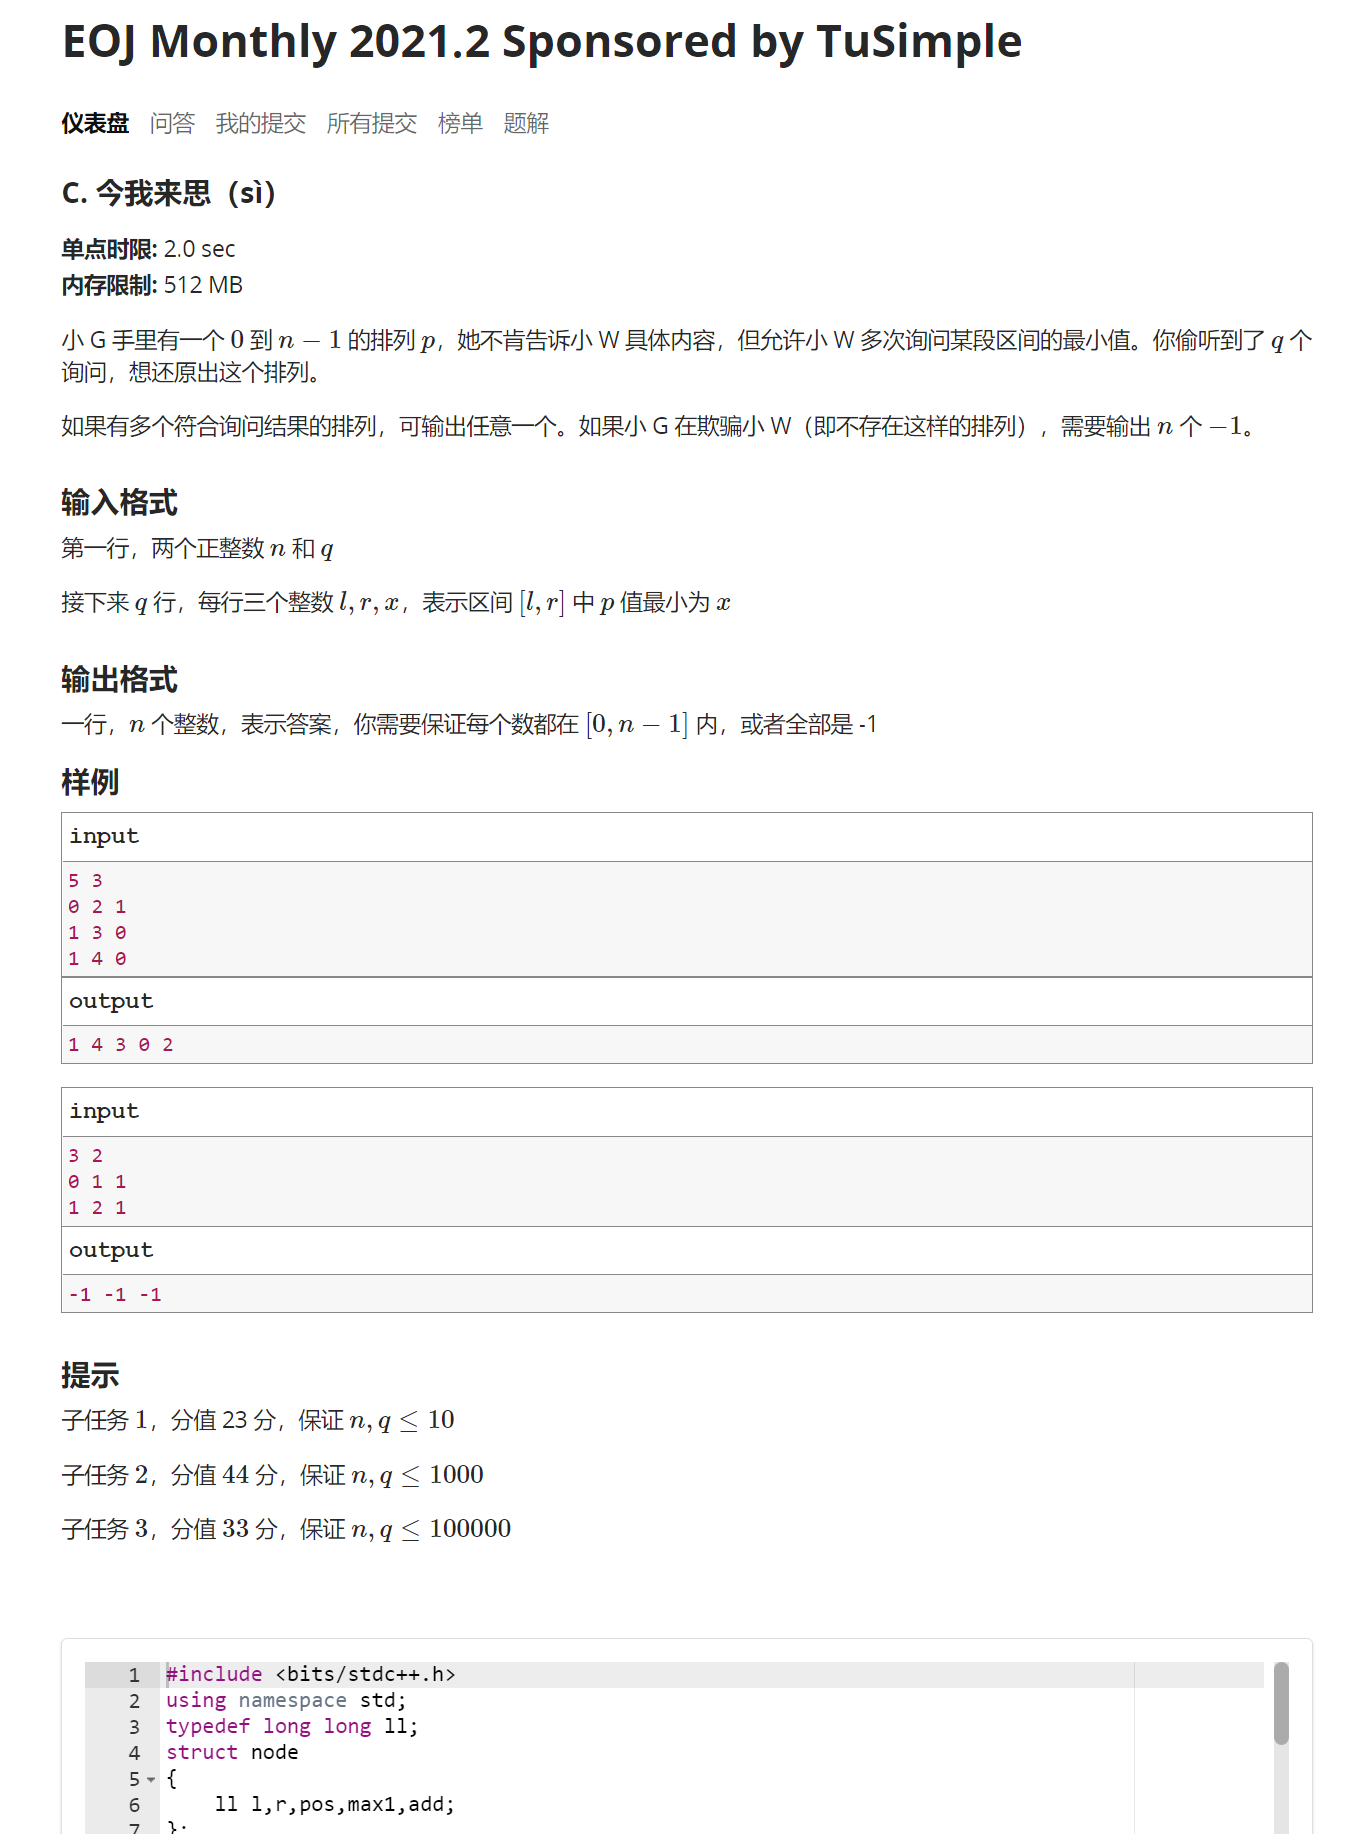 EOJ Monthly 2021.2 Sponsored by TuSimple
仪表盘 问答 我的提交 所有提交 榜单 题解
C. 今我来思（sì）
单点时限: 2.0 sec
内存限制: 512 MB
小 G 手里有一个 0 到 n − 1 的排列 p，她不肯告诉小 W 具体内容，但允许小 W 多次询问某段区间的最小值。你偷听到了 q 个
询问，想还原出这个排列。
如果有多个符合询问结果的排列，可输出任意一个。如果小 G 在欺骗小 W（即不存在这样的排列），需要输出 n 个 −1。
输入格式
第一行，两个正整数 n 和 q
接下来 q 行，每行三个整数 l, r, x，表示区间 [l, r] 中 p 值最小为 x
输出格式
一行，n 个整数，表示答案，你需要保证每个数都在 [0, n − 1] 内，或者全部是 -1
样例
input
5 3
0 2 1
1 3 0
1 4 0
output
1 4 3 0 2
input
3 2
0 1 1
1 2 1
output
-1 -1 -1
提示
子任务 1，分值 23 分，保证 n, q ≤ 10
子任务 2，分值 44 分，保证 n, q ≤ 1000
子任务 3，分值 33 分，保证 n, q ≤ 100000
1 #include <bits/stdc++.h>
2 using namespace std;
3 typedef long long ll;
4 struct node
5 {
6 ll l,r,pos,max1,add;
7 };